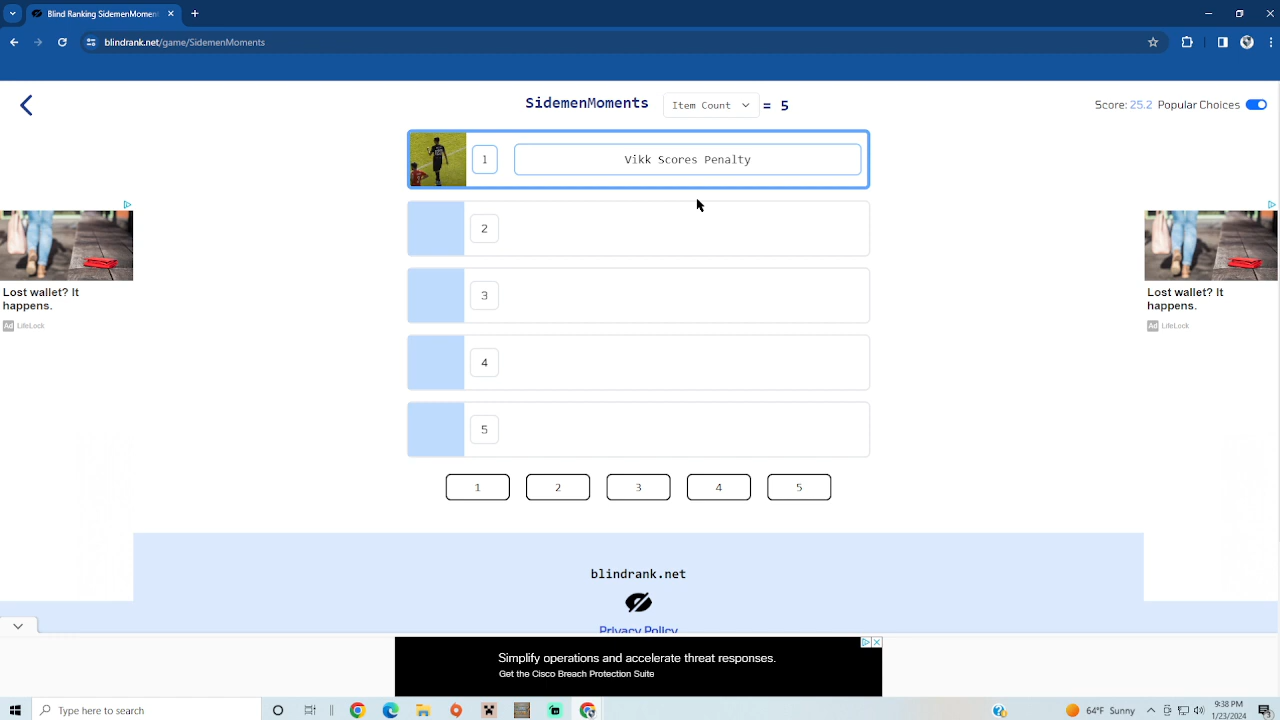 Blind Ranking SidemenMoment
blindrank.net/game/SidemenMoments
SidemenMoments
Item Count
= 5
Score: 25.2 Popular Choices
1
Vikk Scores Penalty
2
3
4
5
1 2 3 4 5
Lost wallet? It
happens.
Ad LifeLock
Lost wallet? It
happens.
Ad LifeLock
blindrank.net
Privacy Policy
Simplify operations and accelerate threat responses.
Get the Cisco Breach Protection Suite
Type here to search
64°F Sunny
9:38 PM
1/23/2024